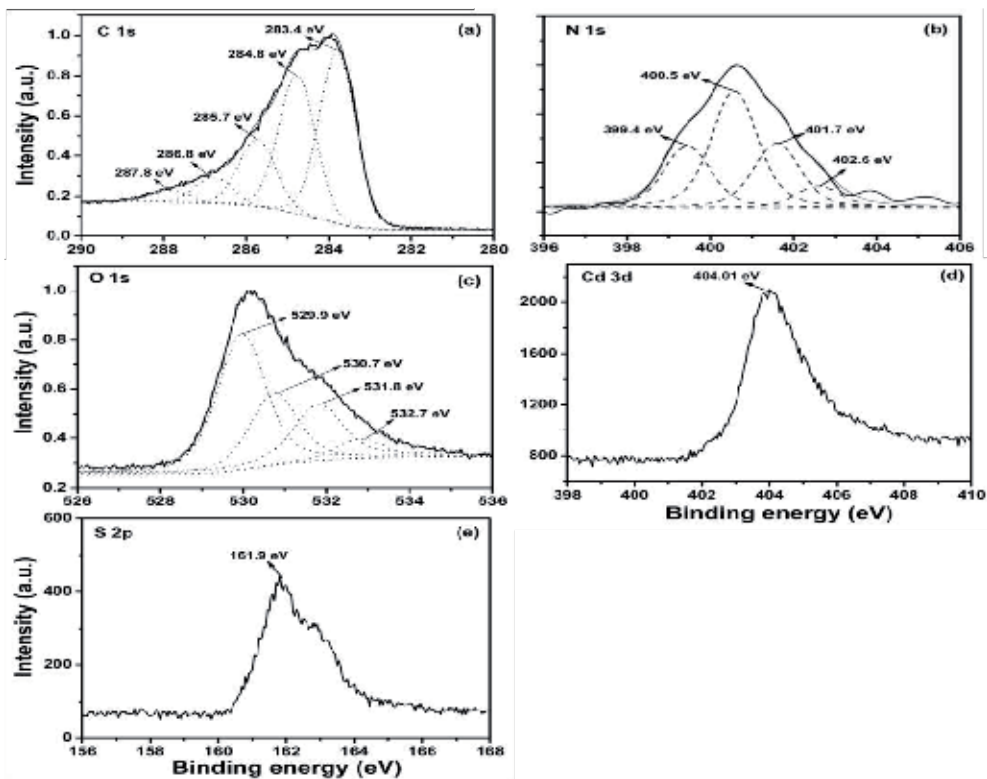 C 1s
(a)
283.4 eV
284.8 eV
285.7 eV
286.8 eV
287.8 eV
Intensity (a.u.)
1.0
0.8
0.6
0.4
0.2
0.0
290 288 286 284 282 280
N 1s
(b)
400.5 eV
399.4 eV
401.7 eV
402.6 eV
396 398 400 402 404 406
O 1s
(c)
529.9 eV
530.7 eV
531.8 eV
532.7 eV
Intensity (a.u.)
1.0
0.8
0.6
0.4
0.2
526 528 530 532 534 536
Cd 3d
(d)
404.01 eV
2000
1600
1200
800
398 400 402 404 406 408 410
Binding energy (eV)
S 2p
(e)
161.9 eV
Intensity (a.u.)
600
400
200
0
156 158 160 162 164 166 168
Binding energy (eV)